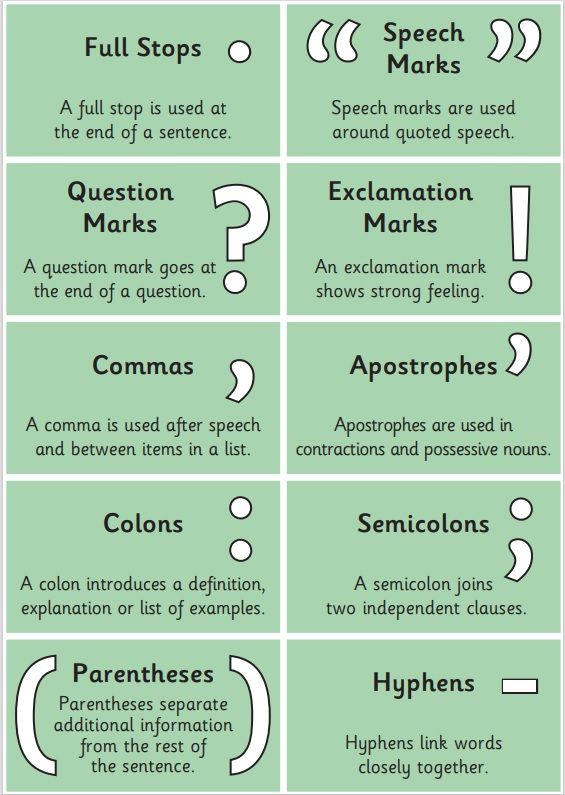 Full Stops
A full stop is used at
the end of a sentence.
“ Speech ”
Marks
Speech marks are used
around quoted speech.
Question
Marks ?
A question mark goes at
the end of a question.
Exclamation
Marks !
An exclamation mark
shows strong feeling.
Commas ,
A comma is used after speech
and between items in a list.
Apostrophes ’
Apostrophes are used in
contractions and possessive nouns.
Colons :
A colon introduces a definition,
explanation or list of examples.
Semicolons ;
A semicolon joins
two independent clauses.
( Parentheses )
Parentheses separate
additional information
from the rest of
the sentence.
Hyphens -
Hyphens link words
closely together.